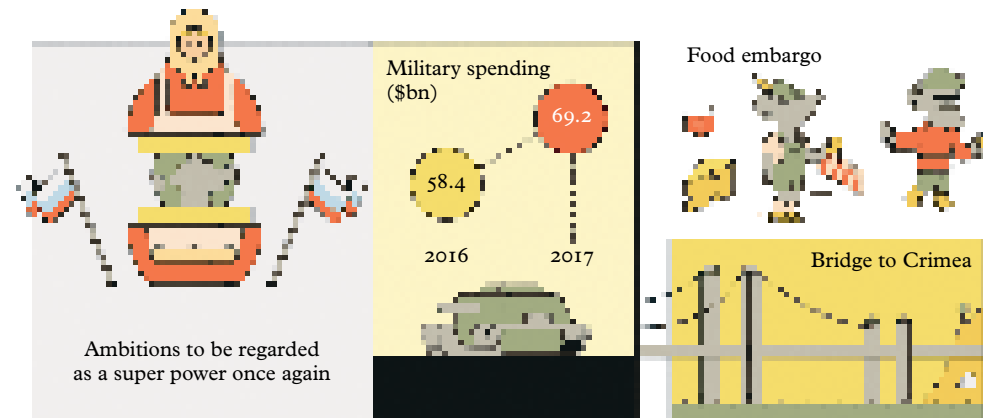 Ambitions to be regarded
as a super power once again
Military spending
($bn)
69.2
58.4
2016
2017
Food embargo
Bridge to Crimea